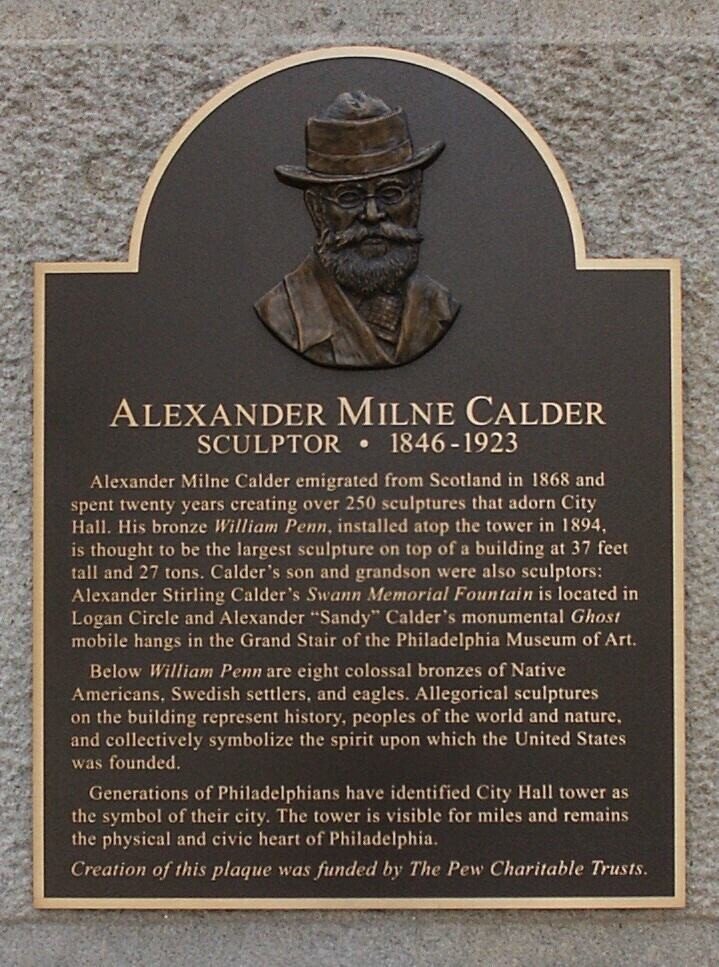 ALEXANDER MILNE CALDER
SCULPTOR • 1846-1923
Alexander Milne Calder emigrated from Scotland in 1868 and
spent twenty years creating over 250 sculptures that adorn City
Hall. His bronze William Penn, installed atop the tower in 1894,
is thought to be the largest sculpture on top of a building at 37 feet
tall and 27 tons. Calder's son and grandson were also sculptors:
Alexander Stirling Calder's Swann Memorial Fountain is located in
Logan Circle and Alexander “Sandy” Calder's monumental Ghost
mobile hangs in the Grand Stair of the Philadelphia Museum of Art.
Below William Penn are eight colossal bronzes of Native
Americans, Swedish settlers, and eagles. Allegorical sculptures
on the building represent history, peoples of the world and nature,
and collectively symbolize the spirit upon which the United States
was founded.
Generations of Philadelphians have identified City Hall tower as
the symbol of their city. The tower is visible for miles and remains
the physical and civic heart of Philadelphia.
Creation of this plaque was funded by The Pew Charitable Trusts.